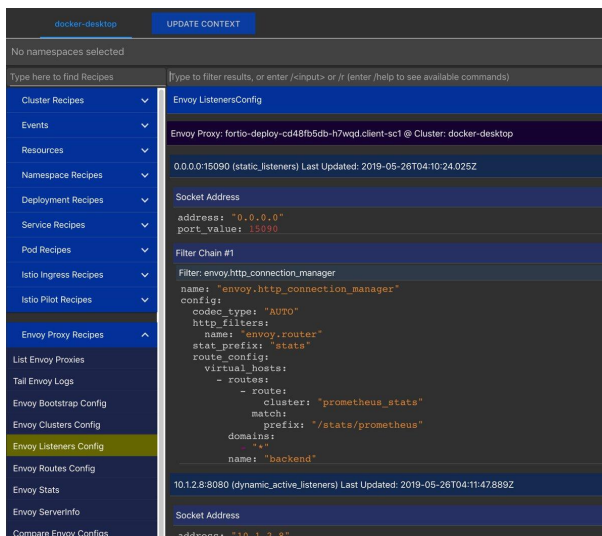 docker-desktop
UPDATE CONTEXT
No namespaces selected
Type here to find Recipes
Type to filter results, or enter /<input> or /r (enter /help to see available commands)
Cluster Recipes
Events
Resources
Namespace Recipes
Deployment Recipes
Service Recipes
Pod Recipes
Istio Ingress Recipes
Istio Pilot Recipes
Envoy Proxy Recipes
List Envoy Proxies
Tail Envoy Logs
Envoy Bootstrap Config
Envoy Clusters Config
Envoy Listeners Config
Envoy Routes Config
Envoy Stats
Envoy ServerInfo
Compare Envoy Configs
Envoy ListenersConfig
Envoy Proxy: fortio-deploy-cd48fb5db-h7wqd.client-sc1 @ Cluster: docker-desktop
0.0.0.0:15090 (static_listeners) Last Updated: 2019-05-26T04:10:24.025Z
Socket Address
address: "0.0.0.0"
port_value: 15090
Filter Chain #1
Filter: envoy.http_connection_manager
name: "envoy.http_connection_manager"
config:
codec_type: "AUTO"
http_filters:
name: "envoy.router"
stat_prefix: "stats"
route_config:
virtual_hosts:
- routes:
- route:
cluster: "prometheus_stats"
match:
prefix: "/stats/prometheus"
domains:
- "*"
name: "backend"
10.1.2.8:8080 (dynamic_active_listeners) Last Updated: 2019-05-26T04:11:47.889Z
Socket Address
address: "10.1.2.8"